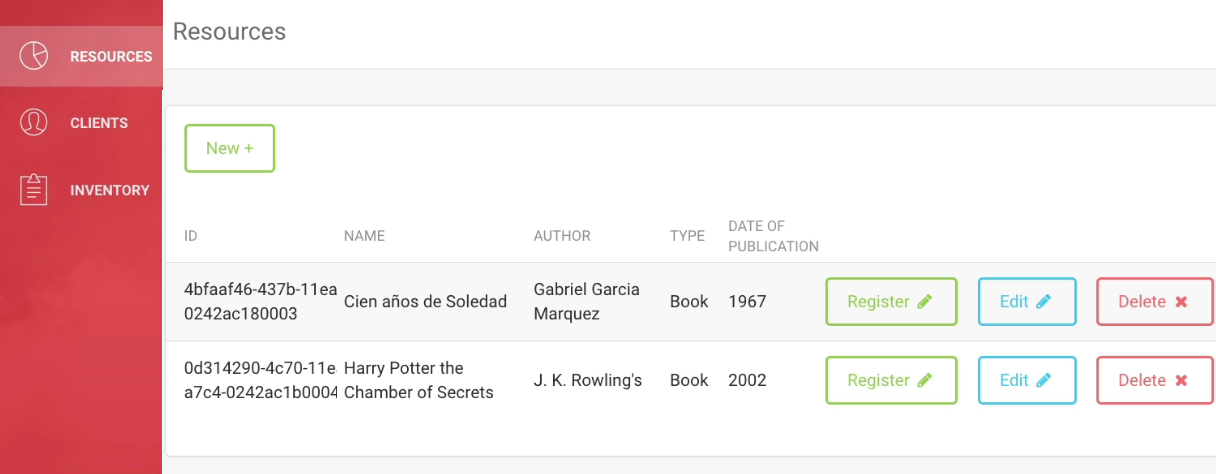 Resources
RESOURCES
CLIENTS
INVENTORY
New +
ID NAME AUTHOR TYPE DATE OF
PUBLICATION
4bfaaf46-437b-11ea
0242ac180003
Cien años de Soledad
Gabriel Garcia
Marquez
Book
1967
Register
Edit
Delete
0d314290-4c70-11e
a7c4-0242ac1b0004
Harry Potter the
Chamber of Secrets
J. K. Rowling's
Book
2002
Register
Edit
Delete